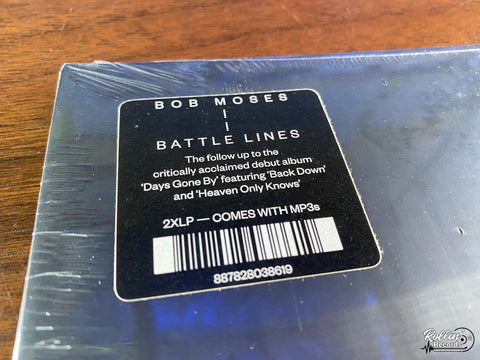 BOB MOSES
BATTLE LINES
The follow up to the
critically acclaimed debut album
‘Days Gone By’ featuring ‘Back Down’
and ‘Heaven Only Knows’
2XLP — COMES WITH MP3s
887828038619
Rollin’
Records